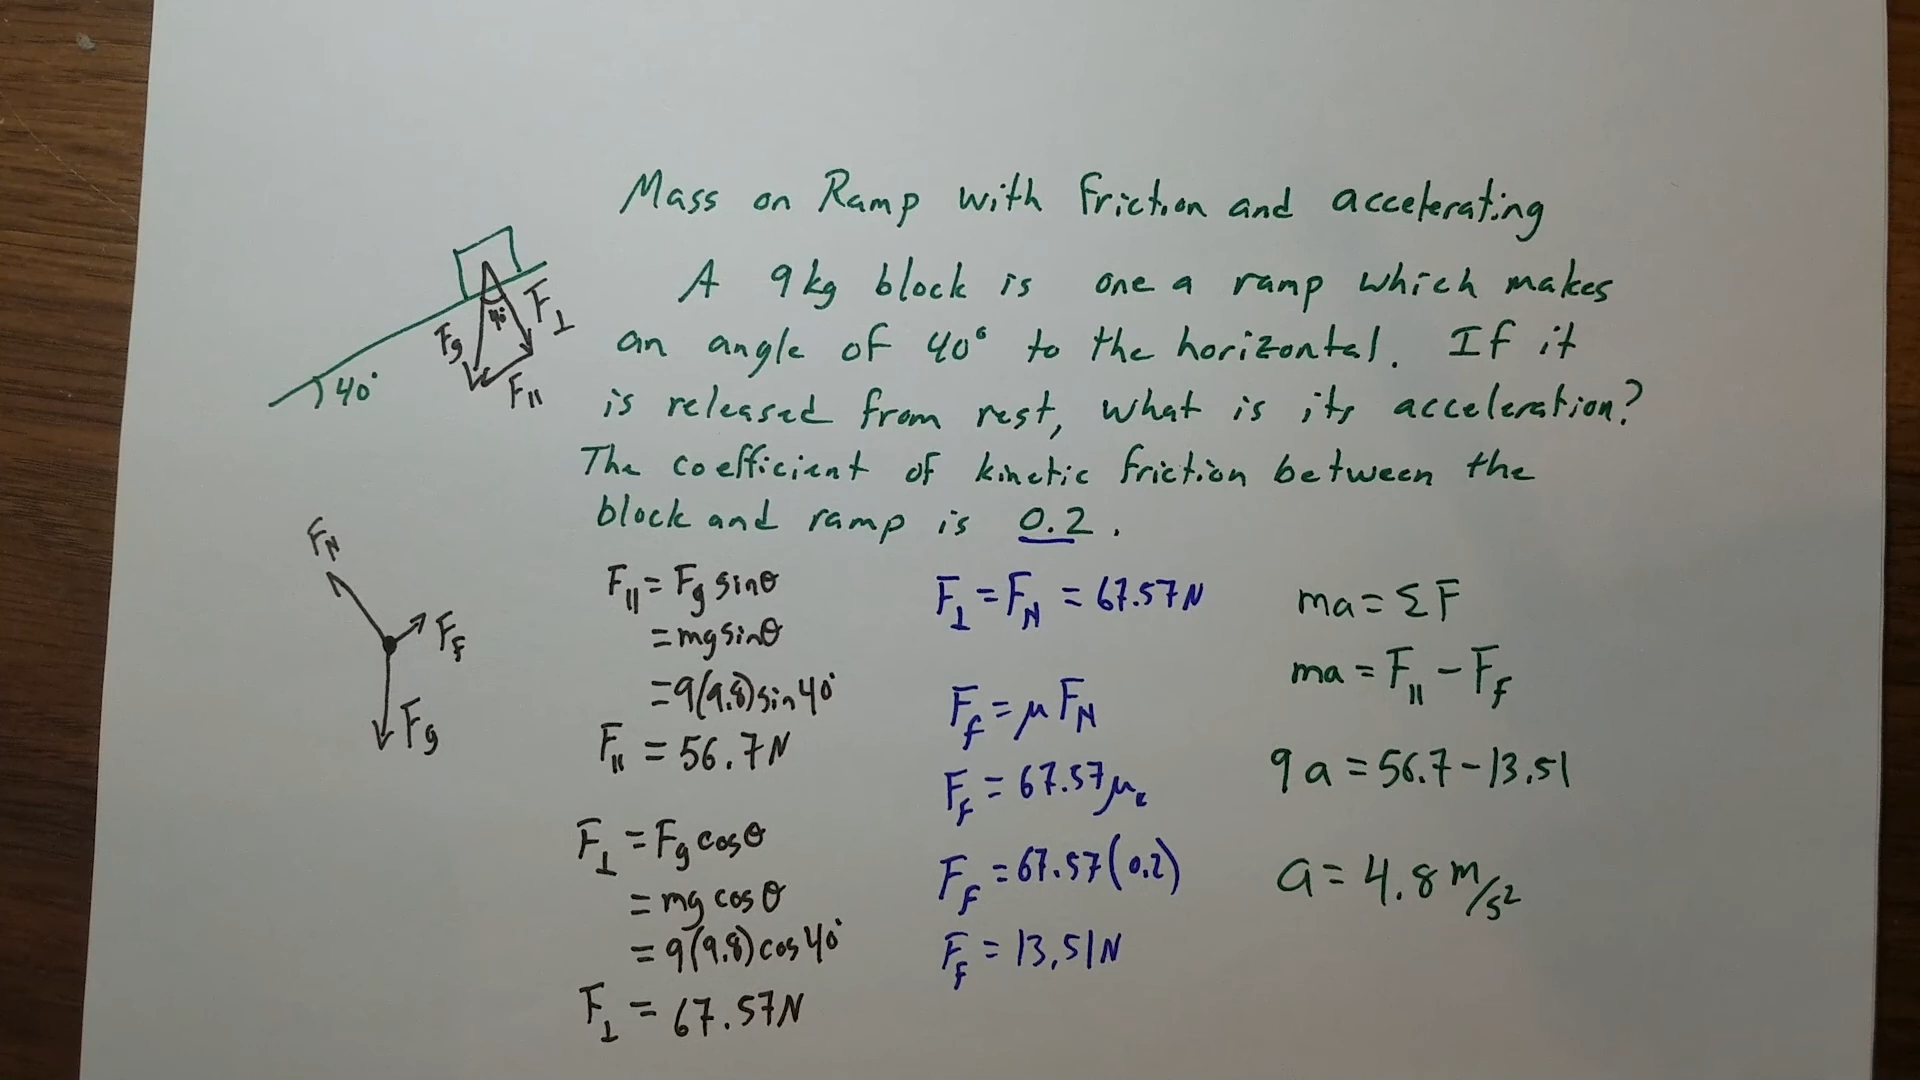 Mass on Ramp with friction and accelerating
A 9kg block is one a ramp which makes
an angle of 40° to the horizontal. If it
is released from rest, what is its acceleration?
The coefficient of kinetic friction between the
block and ramp is 0.2.
40°
F⊥
Fg
40°
F||
FN
Ff
Fg
F|| = Fg sinθ
= mg sinθ
= 9(9.8) sin 40°
F|| = 56.7N
F⊥ = Fg cosθ
= mg cosθ
= 9(9.8) cos 40°
F⊥ = 67.57N
F⊥ = FN = 67.57N
Ff = μ FN
Ff = 67.57μk
Ff = 67.57(0.2)
Ff = 13.51N
ma = ΣF
ma = F|| - Ff
9a = 56.7 - 13.51
a = 4.8 m/s²